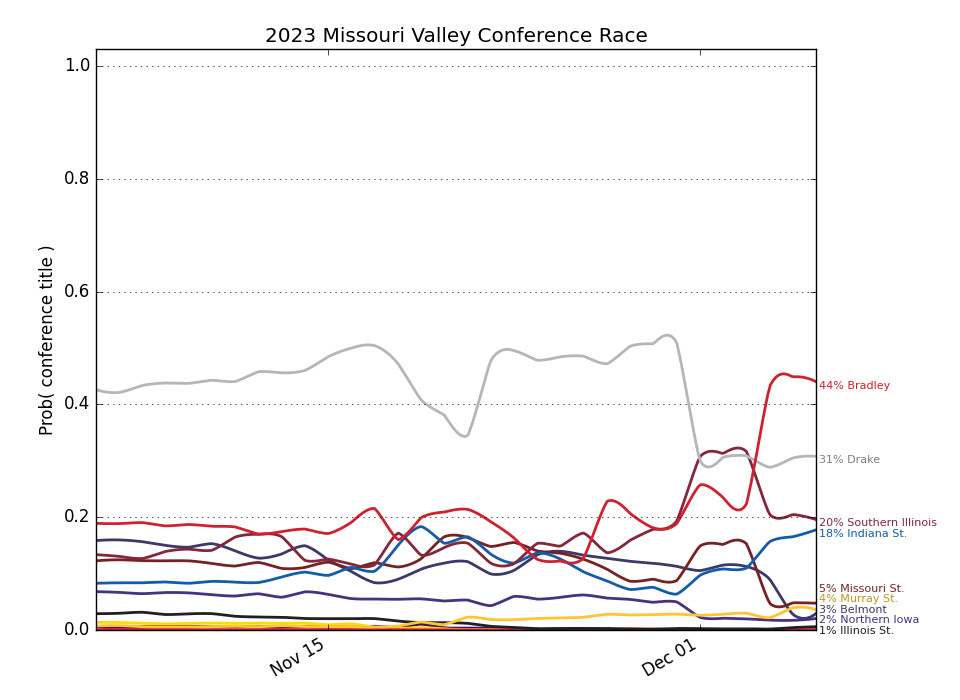 2023 Missouri Valley Conference Race
Prob( conference title )
1.0
0.8
0.6
0.4
0.2
0.0
Nov 15
Dec 01
44% Bradley
31% Drake
20% Southern Illinois
18% Indiana St.
5% Missouri St.
4% Murray St.
3% Belmont
2% Northern Iowa
1% Illinois St.